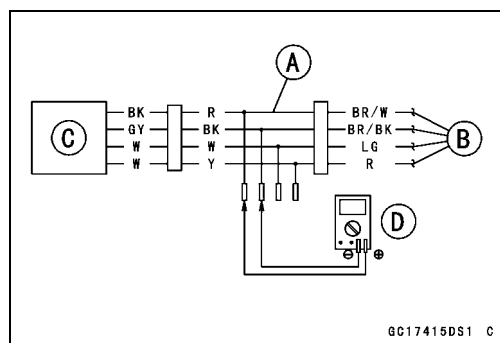 A
BK R BR/W
GY BK BR/BK
C B
W W LG
W Y R
D
⊖ ⊕
GC17415DS1 C